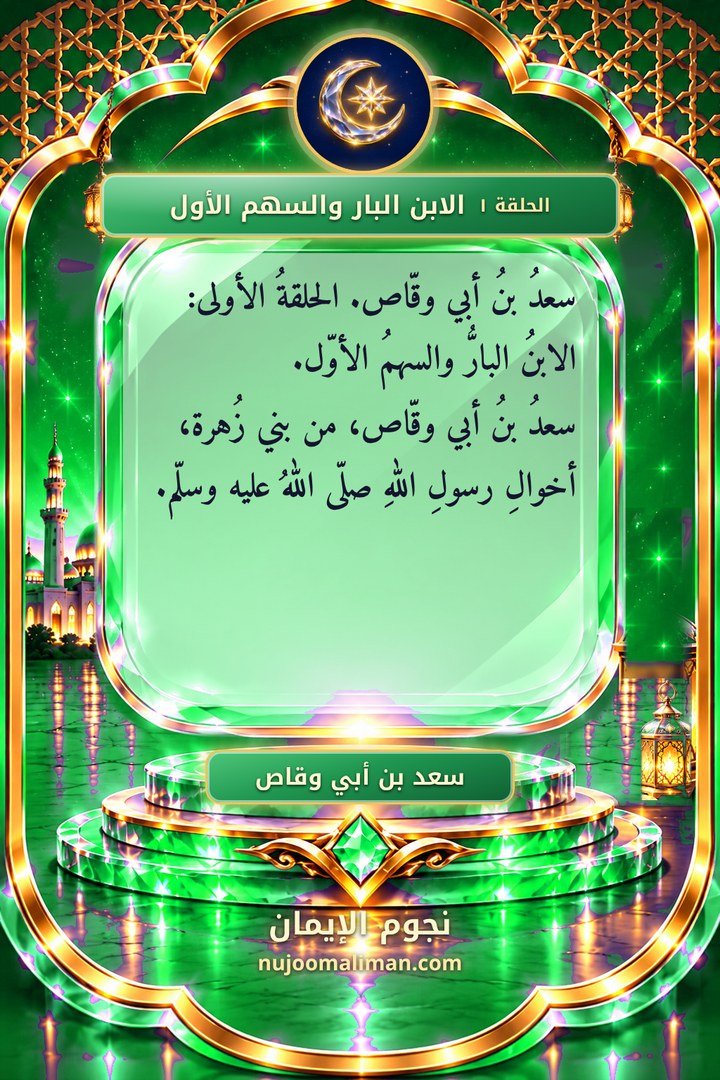 الحلقة ١ الابن البار والسهم الأول
سعدُ بنُ أبي وقّاص. الحلقةُ الأولى:
الابنُ البارُّ والسهمُ الأوّل.
سعدُ بنُ أبي وقّاص، من بني زُهرة،
أخوالِ رسولِ اللهِ صلّى اللهُ عليه وسلّم.
سعد بن أبي وقاص
نجوم الإيمان
nujoomaliman.com